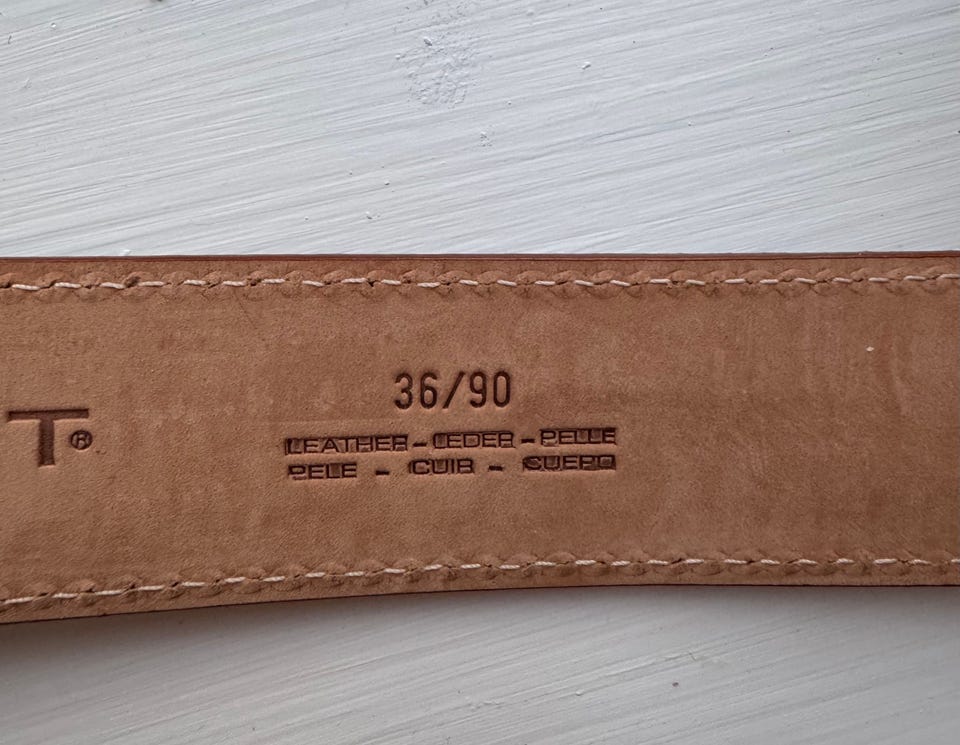 36/90
T®
LEATHER - LEDER - PELLE
PELE - CUIR - CUERO